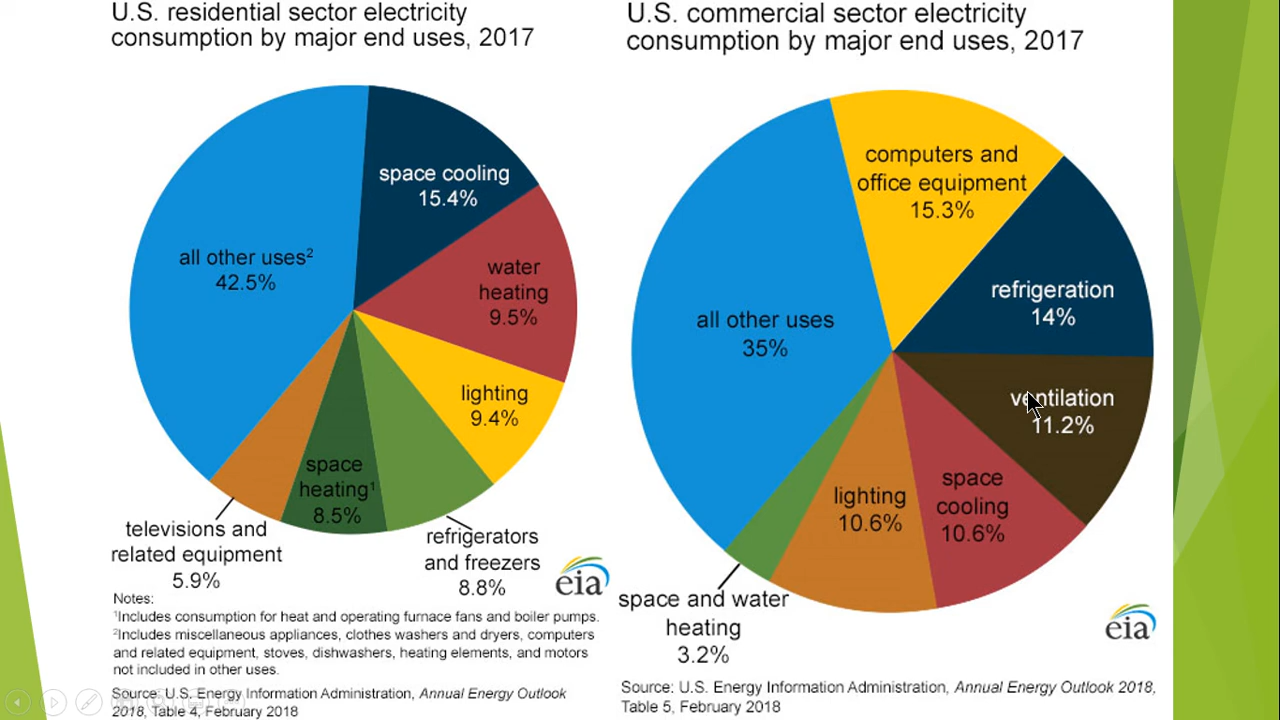 U.S. residential sector electricity
consumption by major end uses, 2017
space cooling
15.4%
water
heating
9.5%
lighting
9.4%
refrigerators
and freezers
8.8%
space
heating¹
8.5%
televisions and
related equipment
5.9%
all other uses²
42.5%
eia
Notes:
¹Includes consumption for heat and operating furnace fans and boiler pumps.
²Includes miscellaneous appliances, clothes washers and dryers, computers
and related equipment, stoves, dishwashers, heating elements, and motors
not included in other uses.
Source: U.S. Energy Information Administration, Annual Energy Outlook
2018, Table 4, February 2018
U.S. commercial sector electricity
consumption by major end uses, 2017
computers and
office equipment
15.3%
refrigeration
14%
ventilation
11.2%
space
cooling
10.6%
lighting
10.6%
space and water
heating
3.2%
all other uses
35%
eia
Source: U.S. Energy Information Administration, Annual Energy Outlook 2018,
Table 5, February 2018